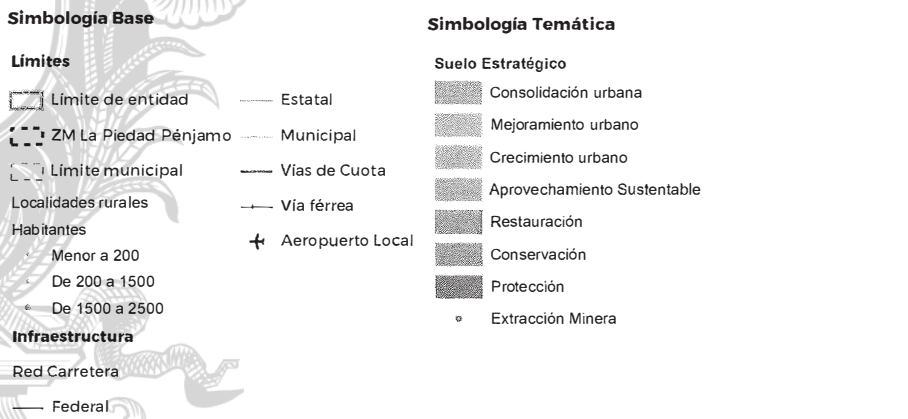 Simbología Base
Límites
Límite de entidad
ZM La Piedad Pénjamo
Límite municipal
Localidades rurales
Habitantes
Menor a 200
De 200 a 1500
De 1500 a 2500
Infraestructura
Red Carretera
Federal
Estatal
Municipal
Vías de Cuota
Vía férrea
Aeropuerto Local
Simbología Temática
Suelo Estratégico
Consolidación urbana
Mejoramiento urbano
Crecimiento urbano
Aprovechamiento Sustentable
Restauración
Conservación
Protección
Extracción Minera